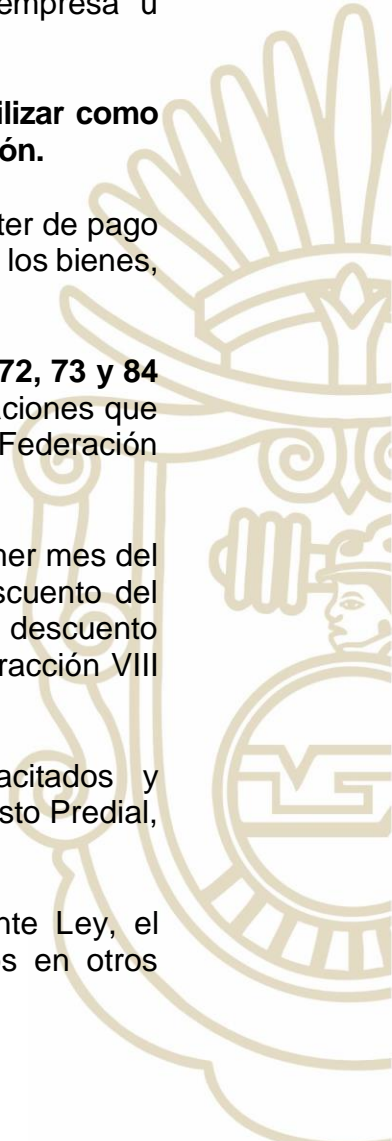 empresa u
ilizar como
ón.
ter de pago
los bienes,
72, 73 y 84
aciones que
Federación
ner mes del
scuento del
descuento
racción VIII
acitados y
sto Predial,
nte Ley, el
s en otros